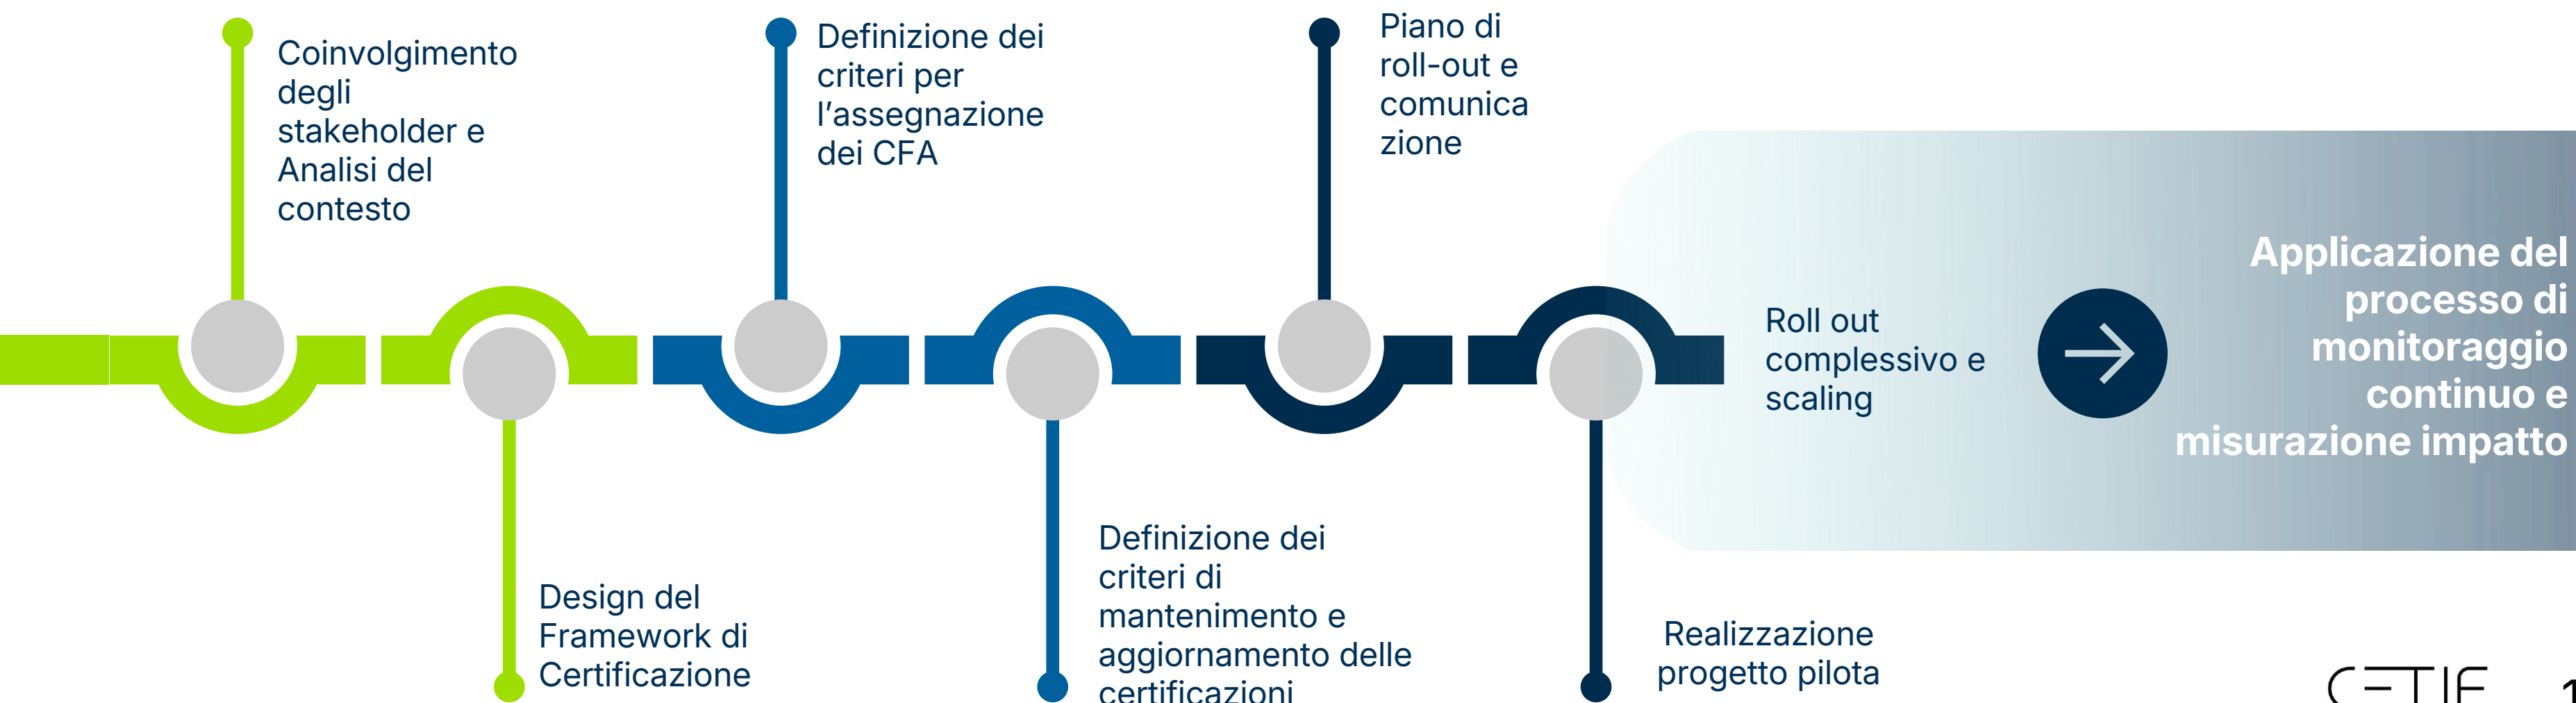 Coinvolgimento
degli
stakeholder e
Analisi del
contesto
Design del
Framework di
Certificazione
Definizione dei
criteri per
l’assegnazione
dei CFA
Definizione dei
criteri di
mantenimento e
aggiornamento delle
certificazioni
Piano di
roll-out e
comunica
zione
Realizzazione
progetto pilota
Roll out
complessivo e
scaling
Applicazione del
processo di
monitoraggio
continuo e
misurazione impatto
CETIF